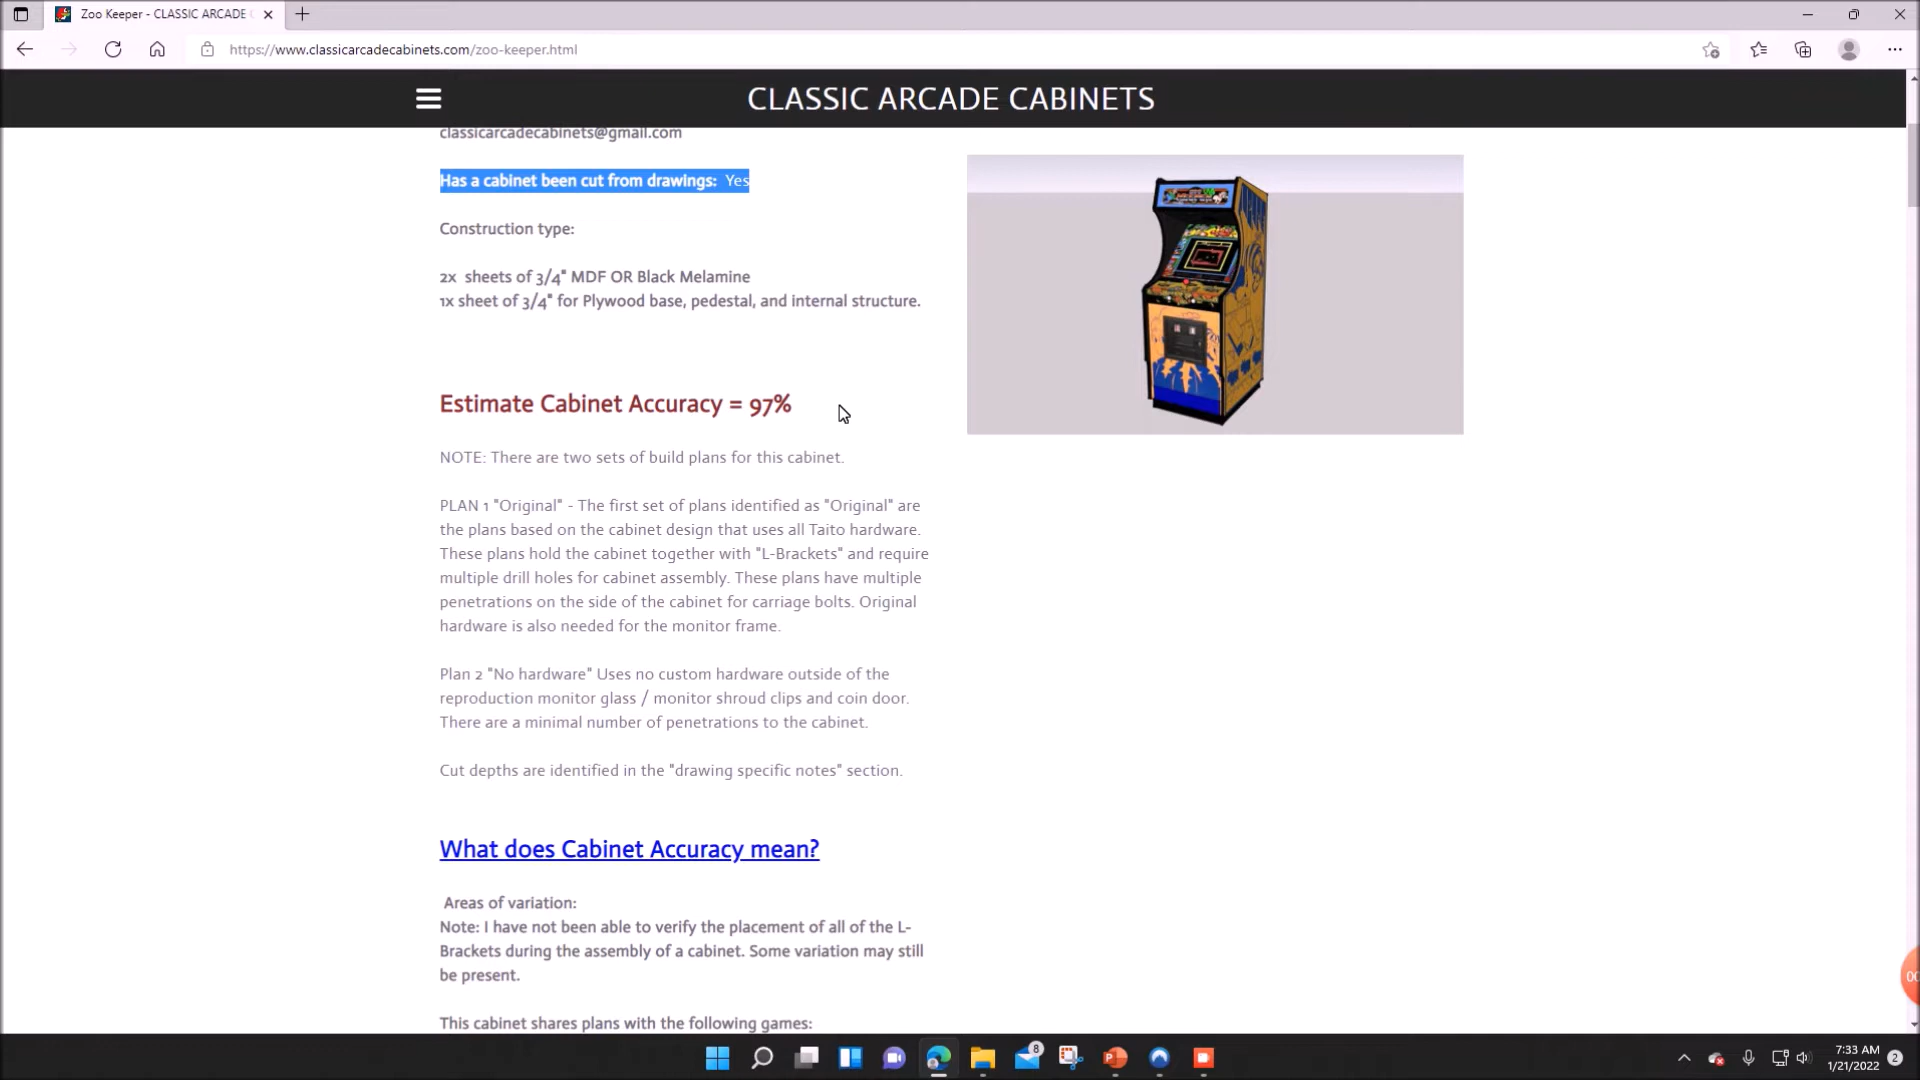 Zoo Keeper - CLASSIC ARCADE C
https://www.classicarcadecabinets.com/zoo-keeper.html
CLASSIC ARCADE CABINETS
classicarcadecabinets@gmail.com
Has a cabinet been cut from drawings: Yes
Construction type:
2x sheets of 3/4" MDF OR Black Melamine
1x sheet of 3/4" for Plywood base, pedestal, and internal structure.
Estimate Cabinet Accuracy = 97%
NOTE: There are two sets of build plans for this cabinet.
PLAN 1 "Original" - The first set of plans identified as "Original" are
the plans based on the cabinet design that uses all Taito hardware.
These plans hold the cabinet together with "L-Brackets" and require
multiple drill holes for cabinet assembly. These plans have multiple
penetrations on the side of the cabinet for carriage bolts. Original
hardware is also needed for the monitor frame.
Plan 2 "No hardware" Uses no custom hardware outside of the
reproduction monitor glass / monitor shroud clips and coin door.
There are a minimal number of penetrations to the cabinet.
Cut depths are identified in the "drawing specific notes" section.
What does Cabinet Accuracy mean?
Areas of variation:
Note: I have not been able to verify the placement of all of the L-
Brackets during the assembly of a cabinet. Some variation may still
be present.
This cabinet shares plans with the following games:
00
8
7:33 AM
1/21/2022
2